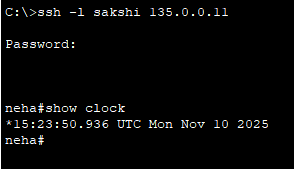 C:\>ssh -l sakshi 135.0.0.11
Password:
neha#show clock
*15:23:50.936 UTC Mon Nov 10 2025
neha#